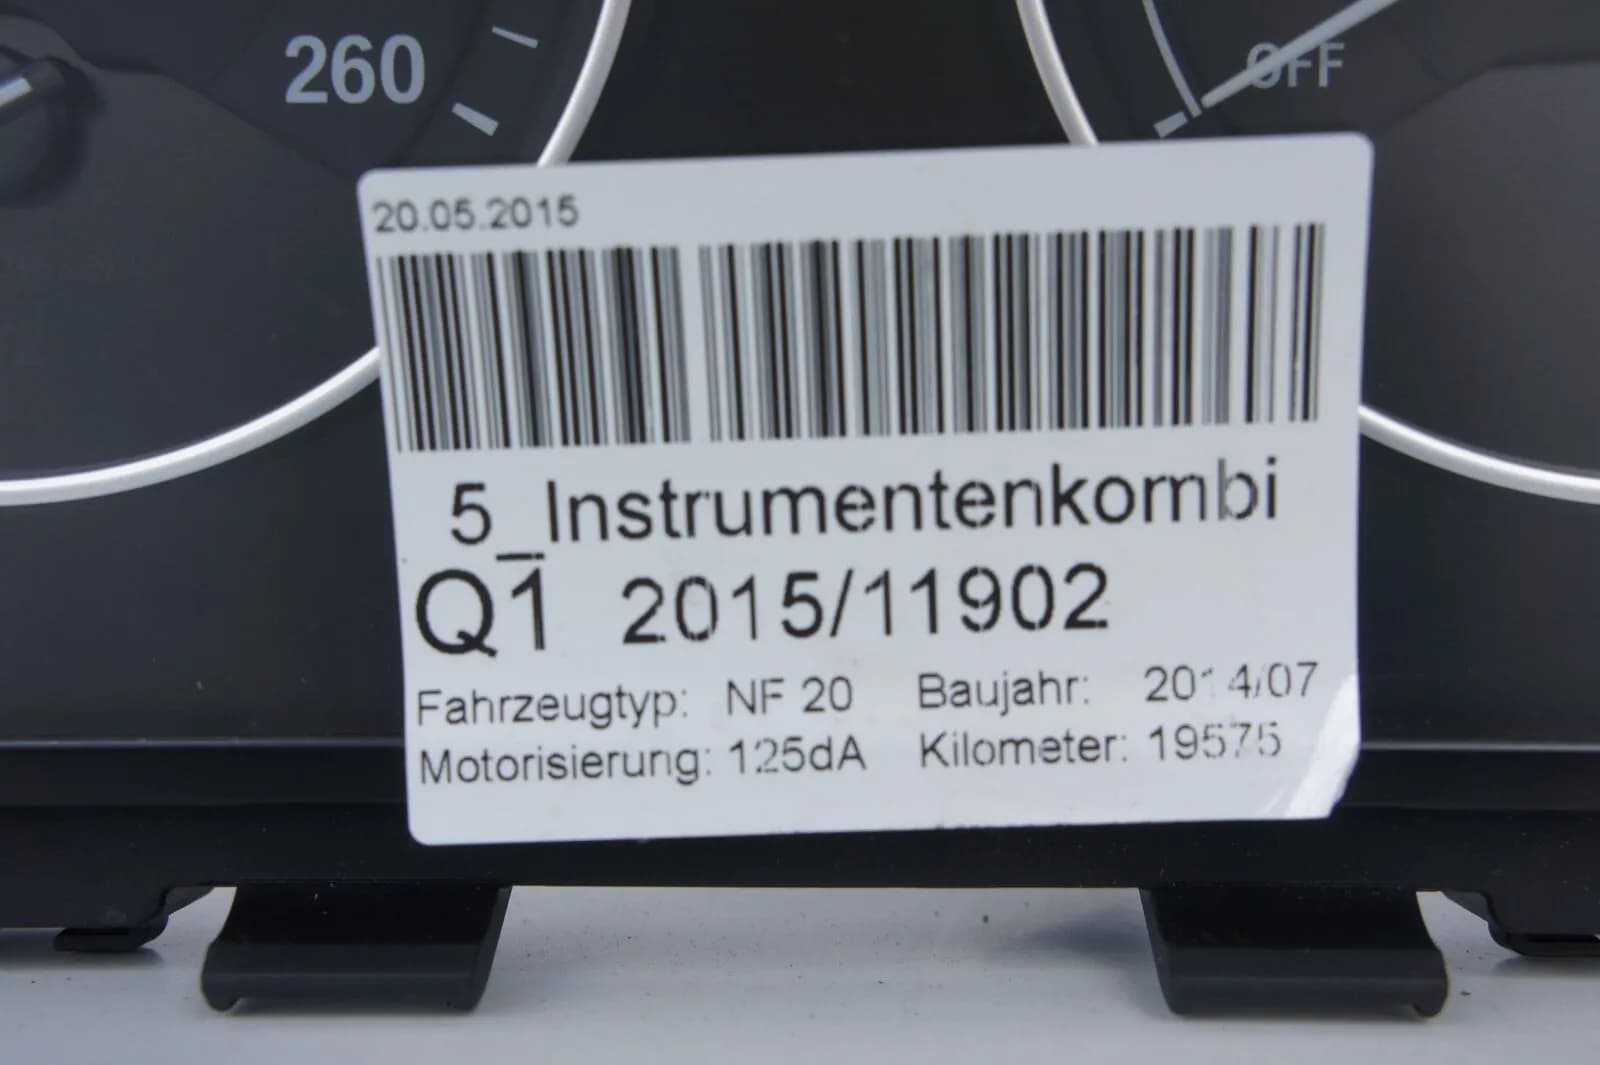 260
OFF
20.05.2015
5_Instrumentenkombi
Q1 2015/11902
Fahrzeugtyp: NF 20 Baujahr: 2014/07
Motorisierung: 125dA Kilometer: 19575